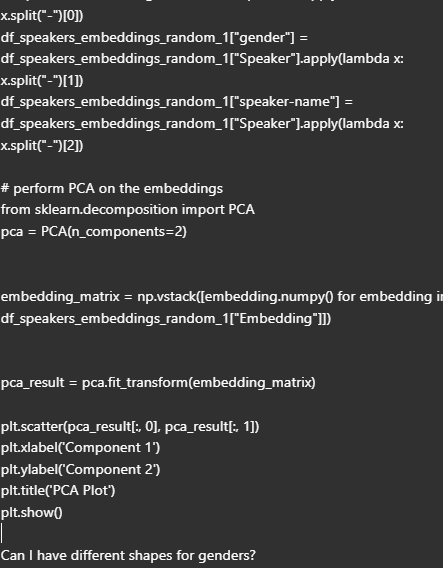 x.split("-")[0])
df_speakers_embeddings_random_1["gender"] =
df_speakers_embeddings_random_1["Speaker"].apply(lambda x:
x.split("-")[1])
df_speakers_embeddings_random_1["speaker-name"] =
df_speakers_embeddings_random_1["Speaker"].apply(lambda x:
x.split("-")[2])
# perform PCA on the embeddings
from sklearn.decomposition import PCA
pca = PCA(n_components=2)
embedding_matrix = np.vstack([embedding.numpy() for embedding in
df_speakers_embeddings_random_1["Embedding"]])
pca_result = pca.fit_transform(embedding_matrix)
plt.scatter(pca_result[:, 0], pca_result[:, 1])
plt.xlabel('Component 1')
plt.ylabel('Component 2')
plt.title('PCA Plot')
plt.show()
Can I have different shapes for genders?